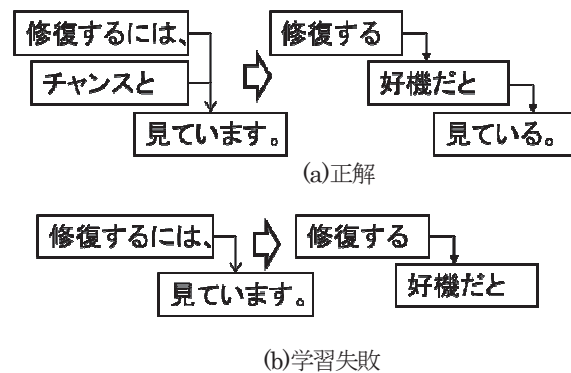 修復するには、 修復する
チャンスと 好機だと
見ています。 見ている。
(a)正解
修復するには、 修復する
見ています。 好機だと
(b)学習失敗